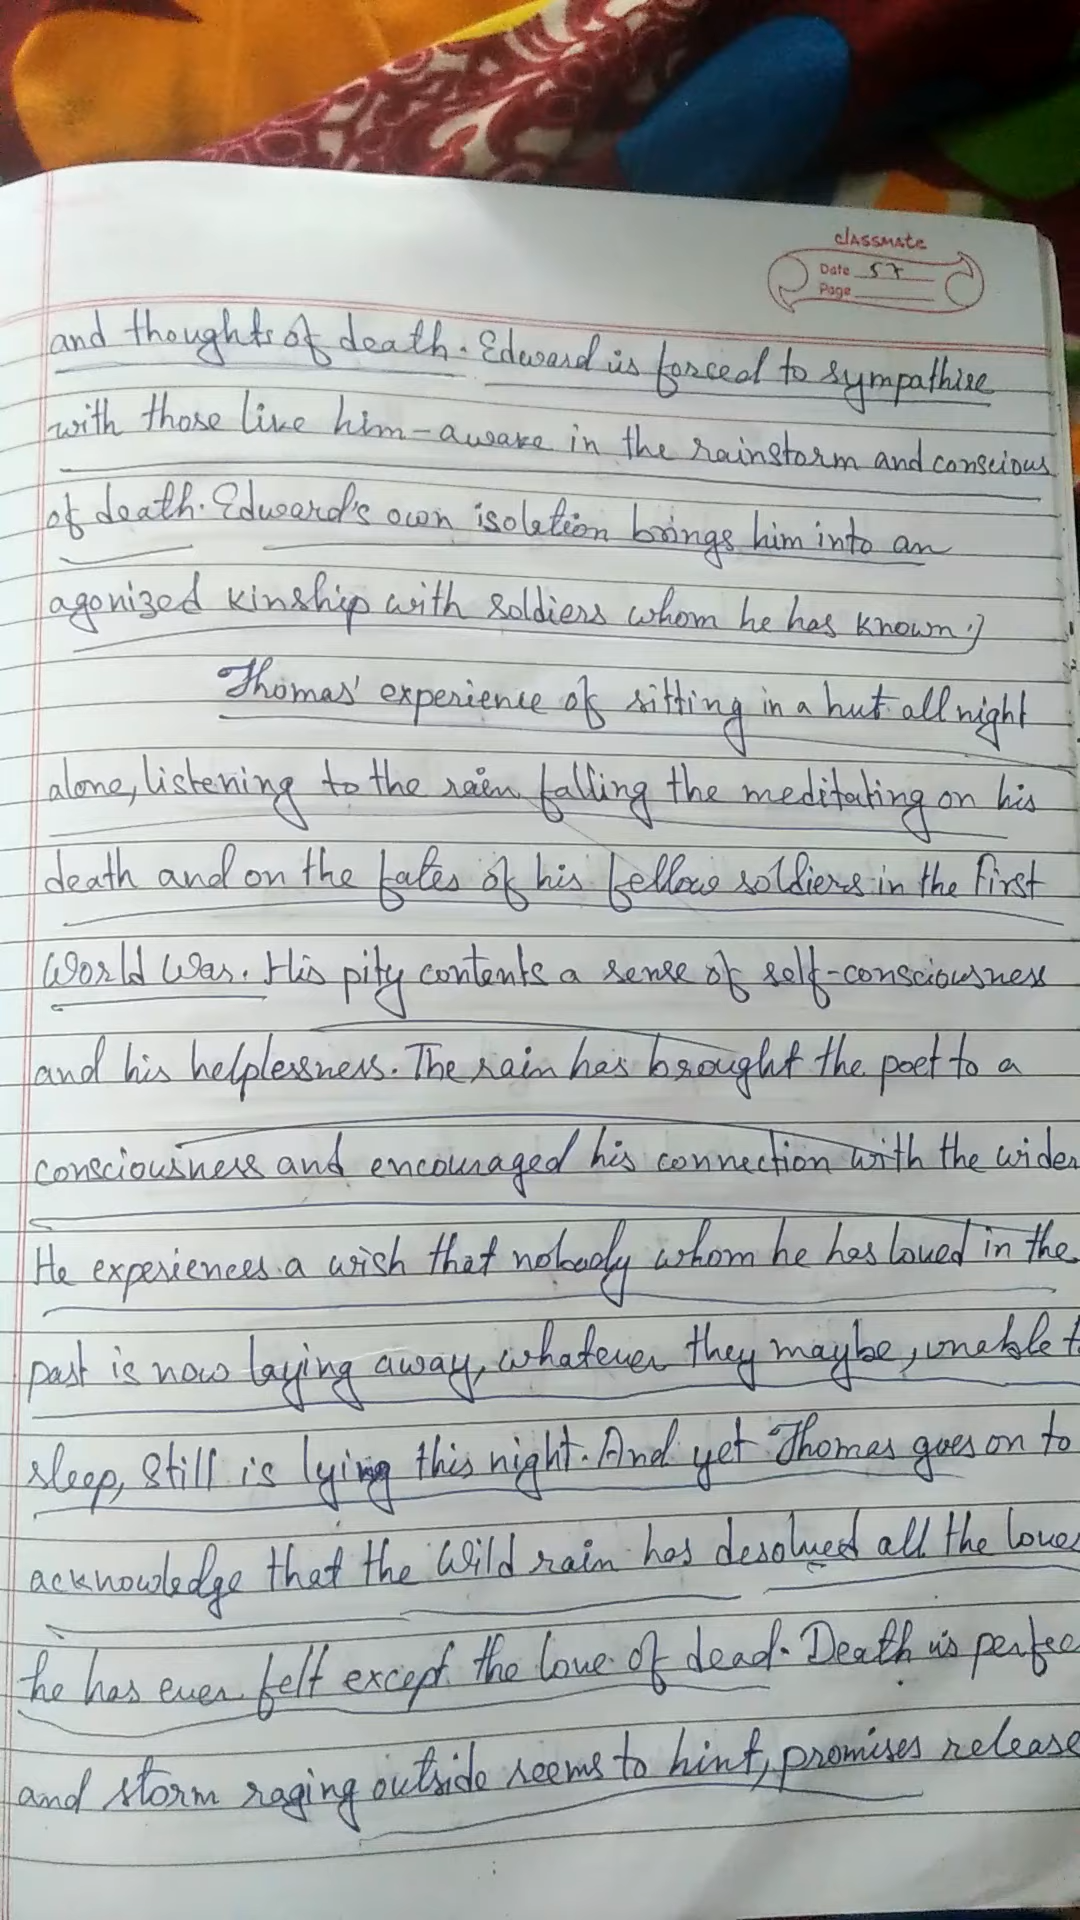 classmate
Date 57
Page
and thoughts of death. Edward is forced to sympathise
with those like him-awake in the rainstorm and conscious
of death. Edward's own isolation brings him into an
agonized kinship with soldiers whom he has known.)
Thomas' experience of sitting in a hut all night
alone, listening to the rain falling the meditating on his
death and on the fates of his fellow soldiers in the First
World War. His pity contents a sense of self-consciousness
and his helplessness. The rain has brought the poet to a
consciousness and encouraged his connection with the wider
He experiences a wish that nobody whom he has loved in the
past is now laying away, whatever they maybe, unable t
sleep, still is lying this night. And yet Thomas goes on to
acknowledge that the wild rain has desolved all the love
he has ever felt except the love of dead. Death is perfec
and storm raging outside seems to hint, promises release